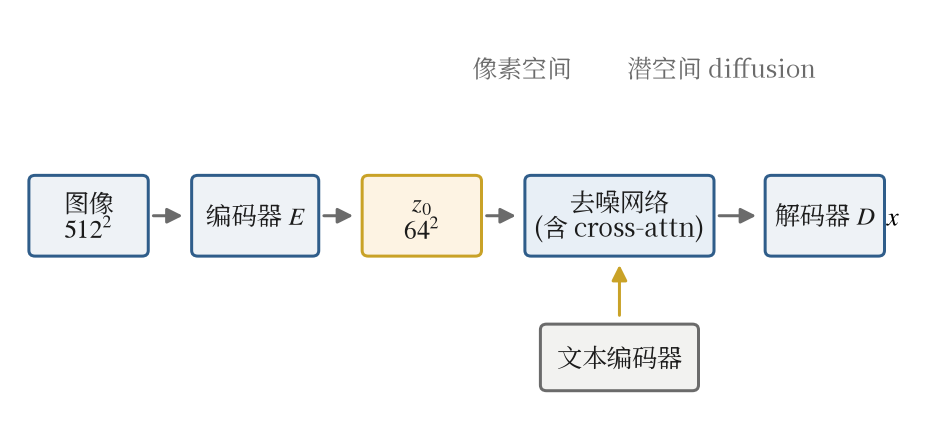 像素空间 潜空间 diffusion
图像
512²
编码器 E
z₀
64²
去噪网络
(含 cross-attn)
解码器 D
x
文本编码器